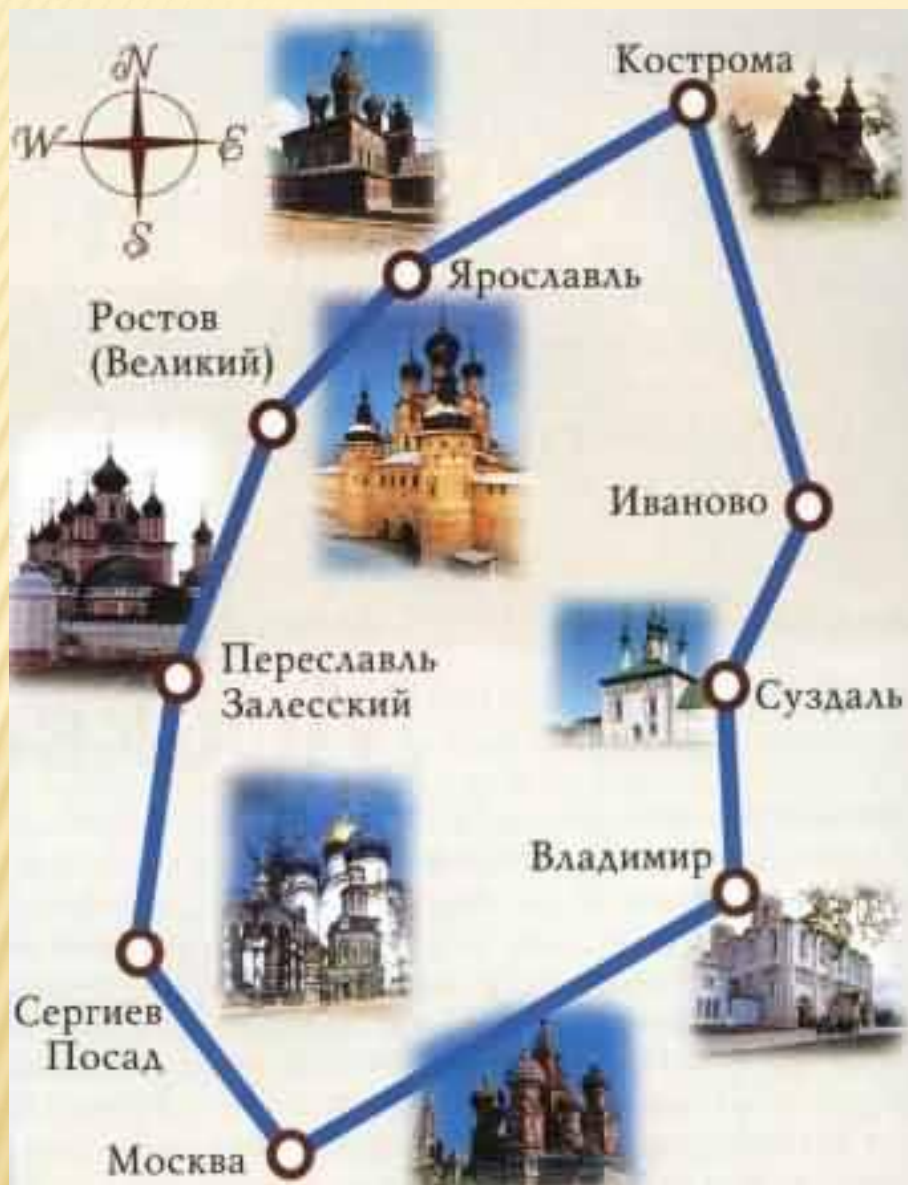 N
W E
S
Кострома
Ярославль
Ростов
(Великий)
Иваново
Переславль
Залесский
Суздаль
Владимир
Сергиев
Посад
Москва